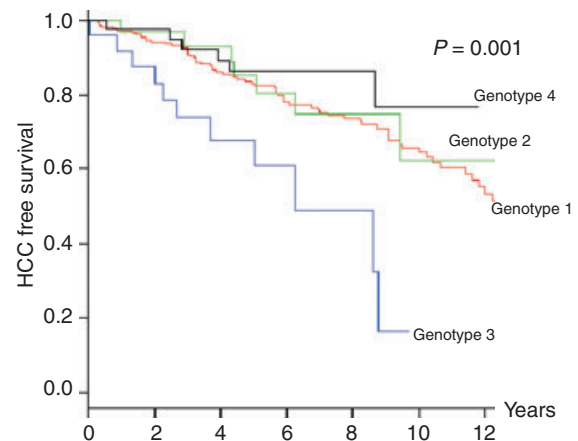 1.0
P = 0.001
Genotype 4
0.8
Genotype 2
HCC free survival
0.6
Genotype 1
0.4
0.2
Genotype 3
0.0
Years
0 2 4 6 8 10 12